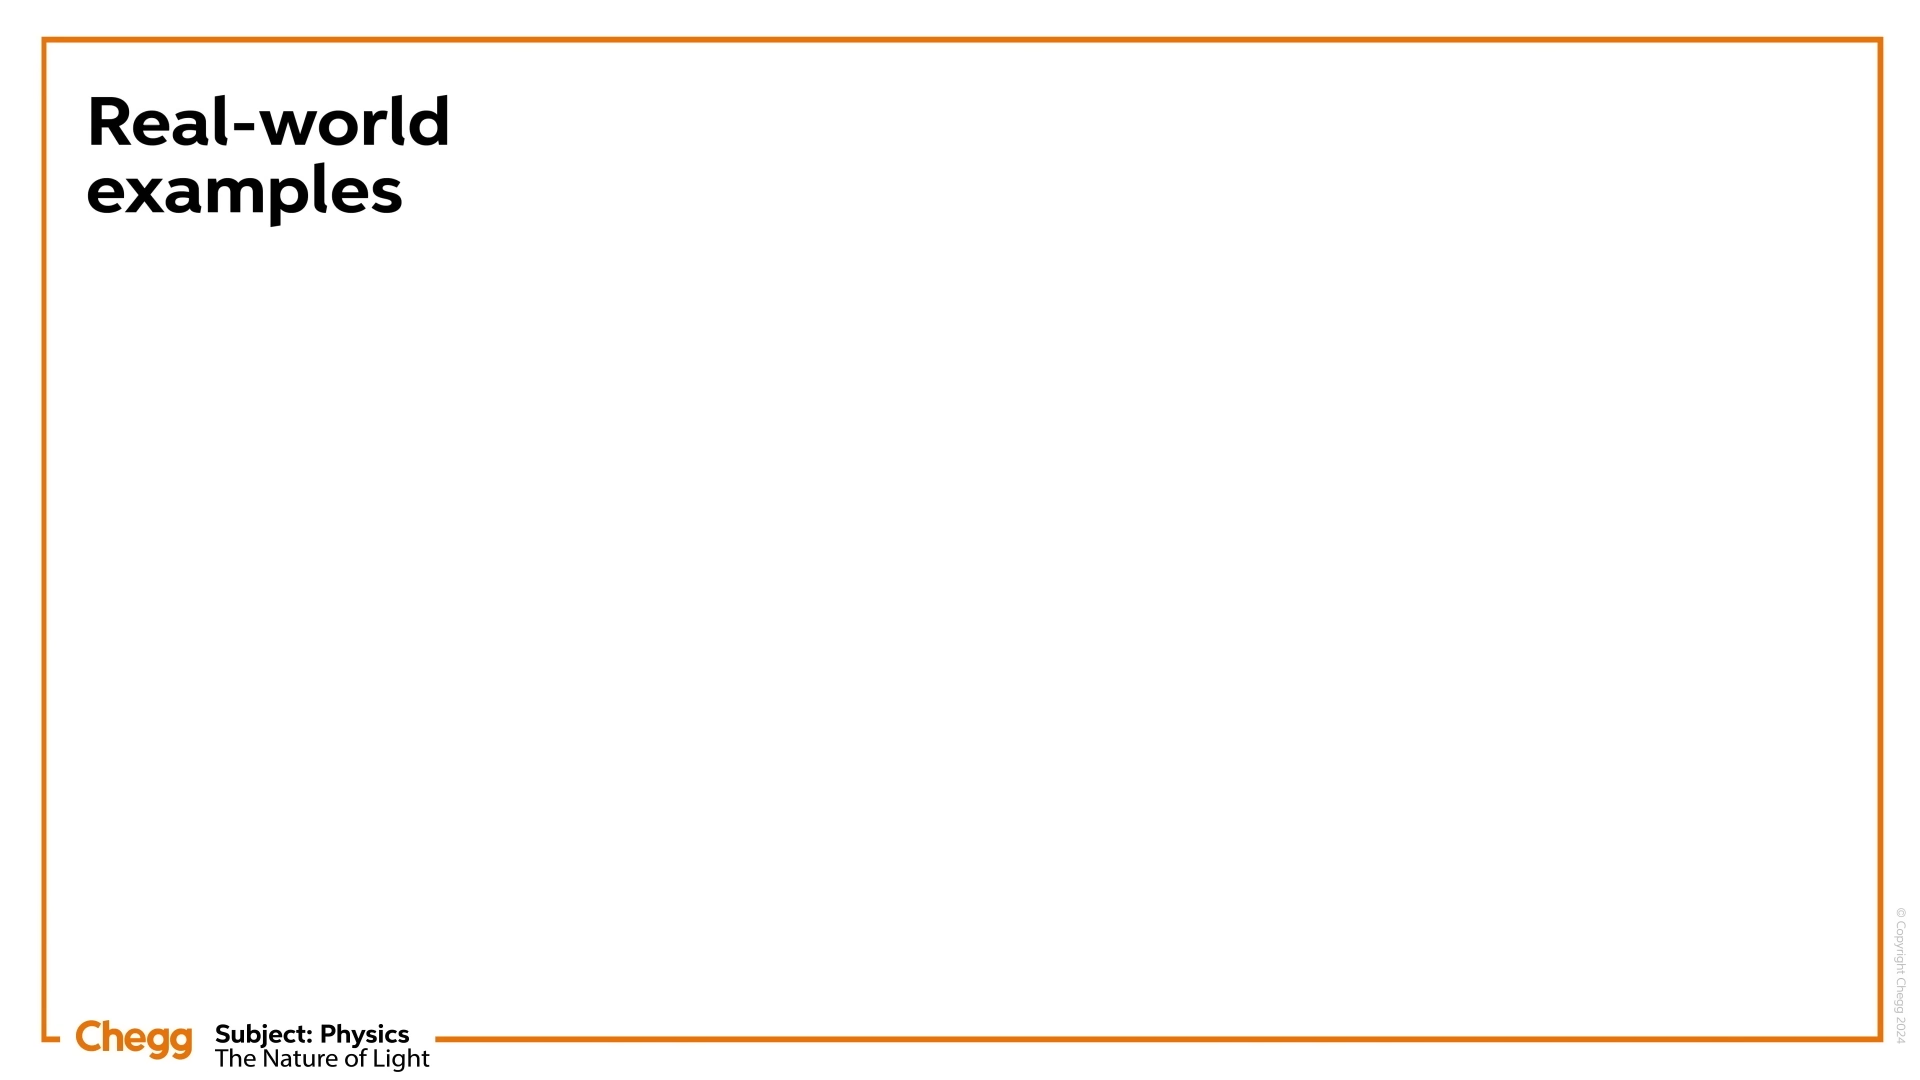 Real-world
examples
Chegg
Subject: Physics
The Nature of Light
© Copyright Chegg 2024